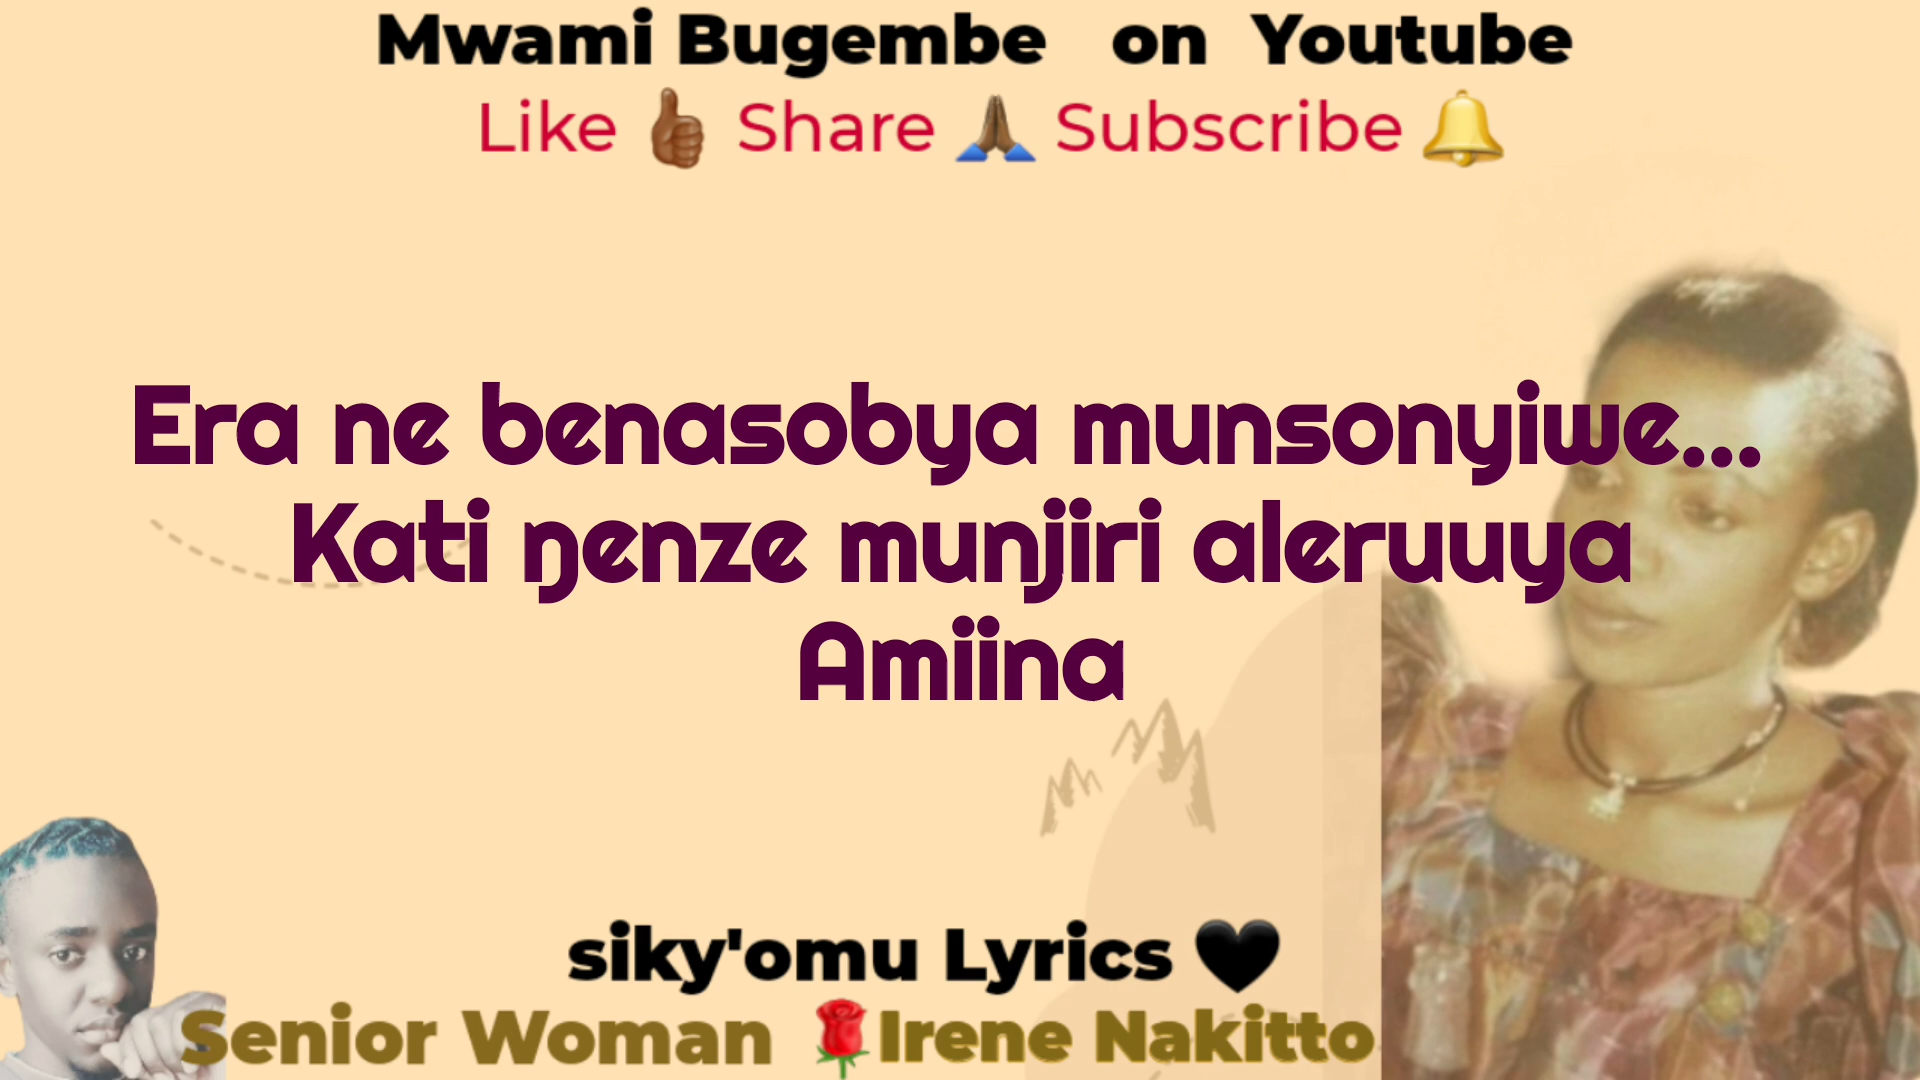 Mwami Bugembe on Youtube
Like 👍🏾 Share 🙏🏾 Subscribe 🔔
Era ne benasobya munsonyiwe...
Kati ŋenze munjiri aleruuya
Amiina
siky'omu Lyrics 🖤
Senior Woman 🌹Irene Nakitto